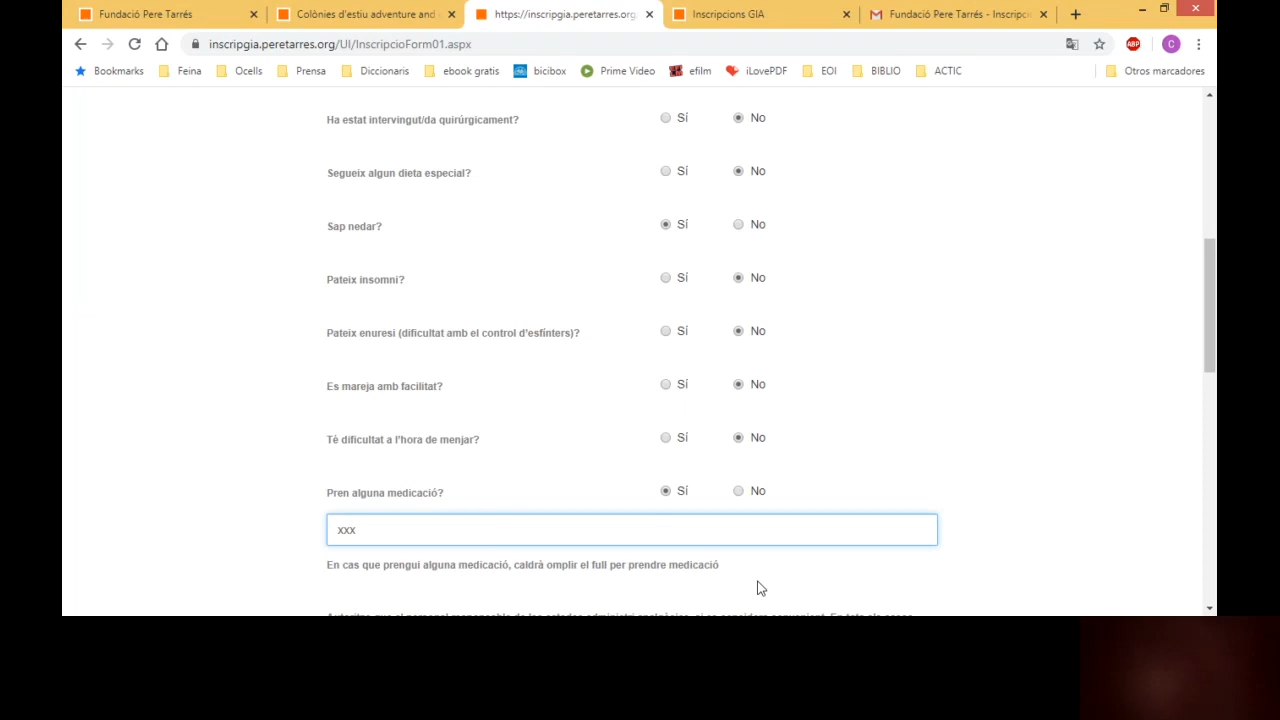 Fundació Pere Tarrés
Colònies d'estiu adventure and
https://inscripgia.peretarres.org
Inscripcions GIA
Fundació Pere Tarrés - Inscripci
inscripgia.peretarres.org/UI/InscripcioForm01.aspx
ABP
C
Bookmarks
Feina
Ocells
Prensa
Diccionaris
ebook gratis
bicibox
Prime Video
efilm
iLovePDF
EOI
BIBLIO
ACTIC
Otros marcadores
Ha estat intervingut/da quirúrgicament? Sí No
Segueix algun dieta especial? Sí No
Sap nedar? Sí No
Pateix insomni? Sí No
Pateix enuresi (dificultat amb el control d'esfínters)? Sí No
Es mareja amb facilitat? Sí No
Té dificultat a l'hora de menjar? Sí No
Pren alguna medicació? Sí No
xxx
En cas que prengui alguna medicació, caldrà omplir el full per prendre medicació